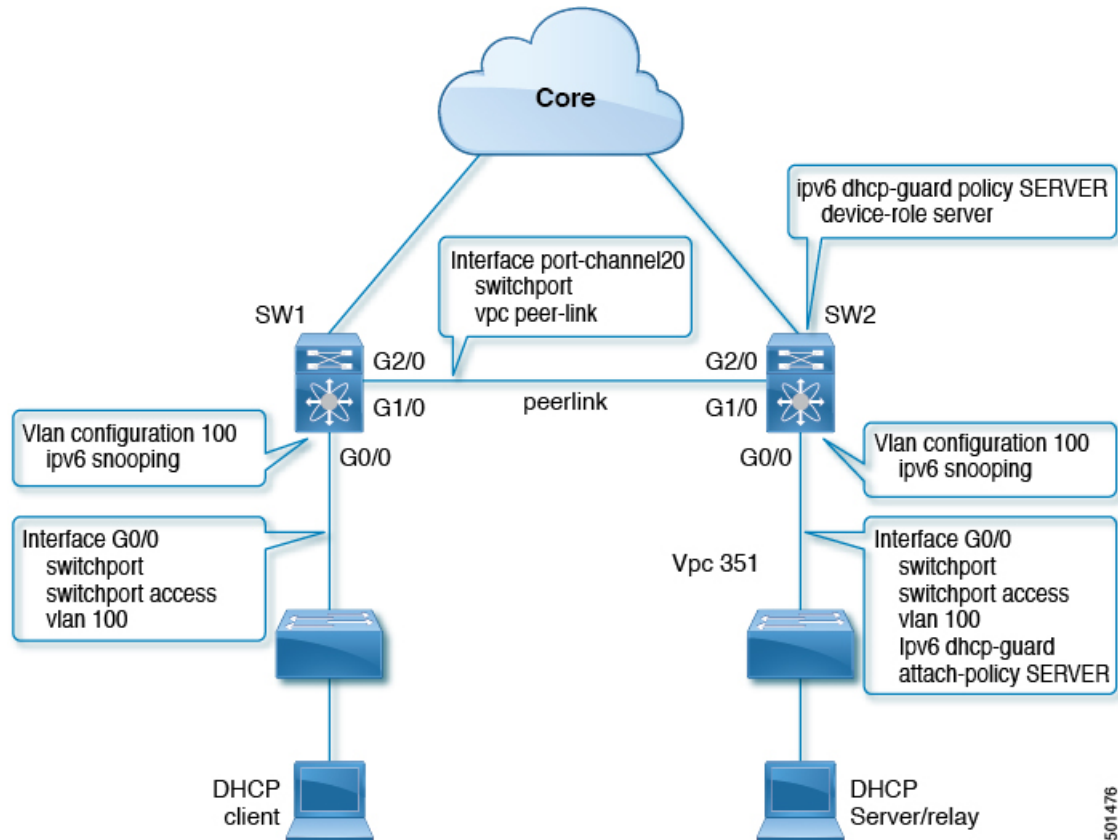 Core
ipv6 dhcp-guard policy SERVER
device-role server
Interface port-channel20
switchport
vpc peer-link
SW1
SW2
G2/0
G2/0
G1/0
peerlink
G1/0
Vlan configuration 100
ipv6 snooping
G0/0
G0/0
Vlan configuration 100
ipv6 snooping
Interface G0/0
switchport
switchport access
vlan 100
Vpc 351
Interface G0/0
switchport
switchport access
vlan 100
Ipv6 dhcp-guard
attach-policy SERVER
DHCP
client
DHCP
Server/relay
501476